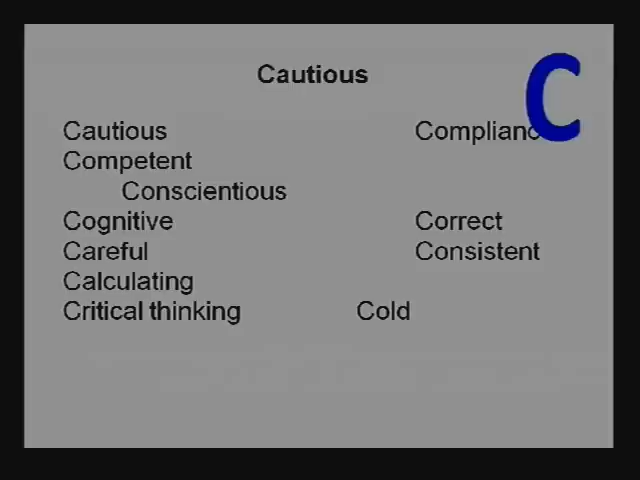 Cautious
C
Cautious Complianc
Competent
Conscientious
Cognitive Correct
Careful Consistent
Calculating
Critical thinking Cold